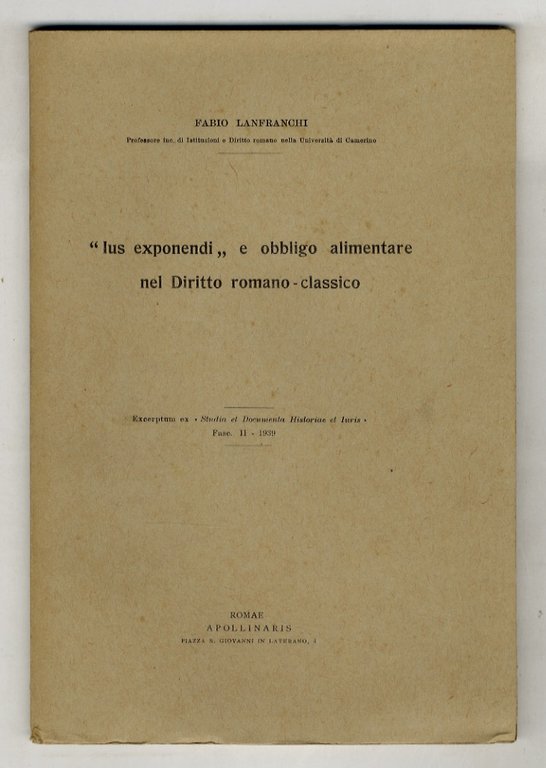 FABIO LANFRANCHI
Professore inc. di Istituzioni e Diritto romano nella Università di Camerino
“Ius exponendi„ e obbligo alimentare
nel Diritto romano-classico
Excerptum ex « Studia et Documenta Historiae et Iuris »
Fasc. II - 1939
ROMAE
APOLLINARIS
PIAZZA S. GIOVANNI IN LATERANO, 4